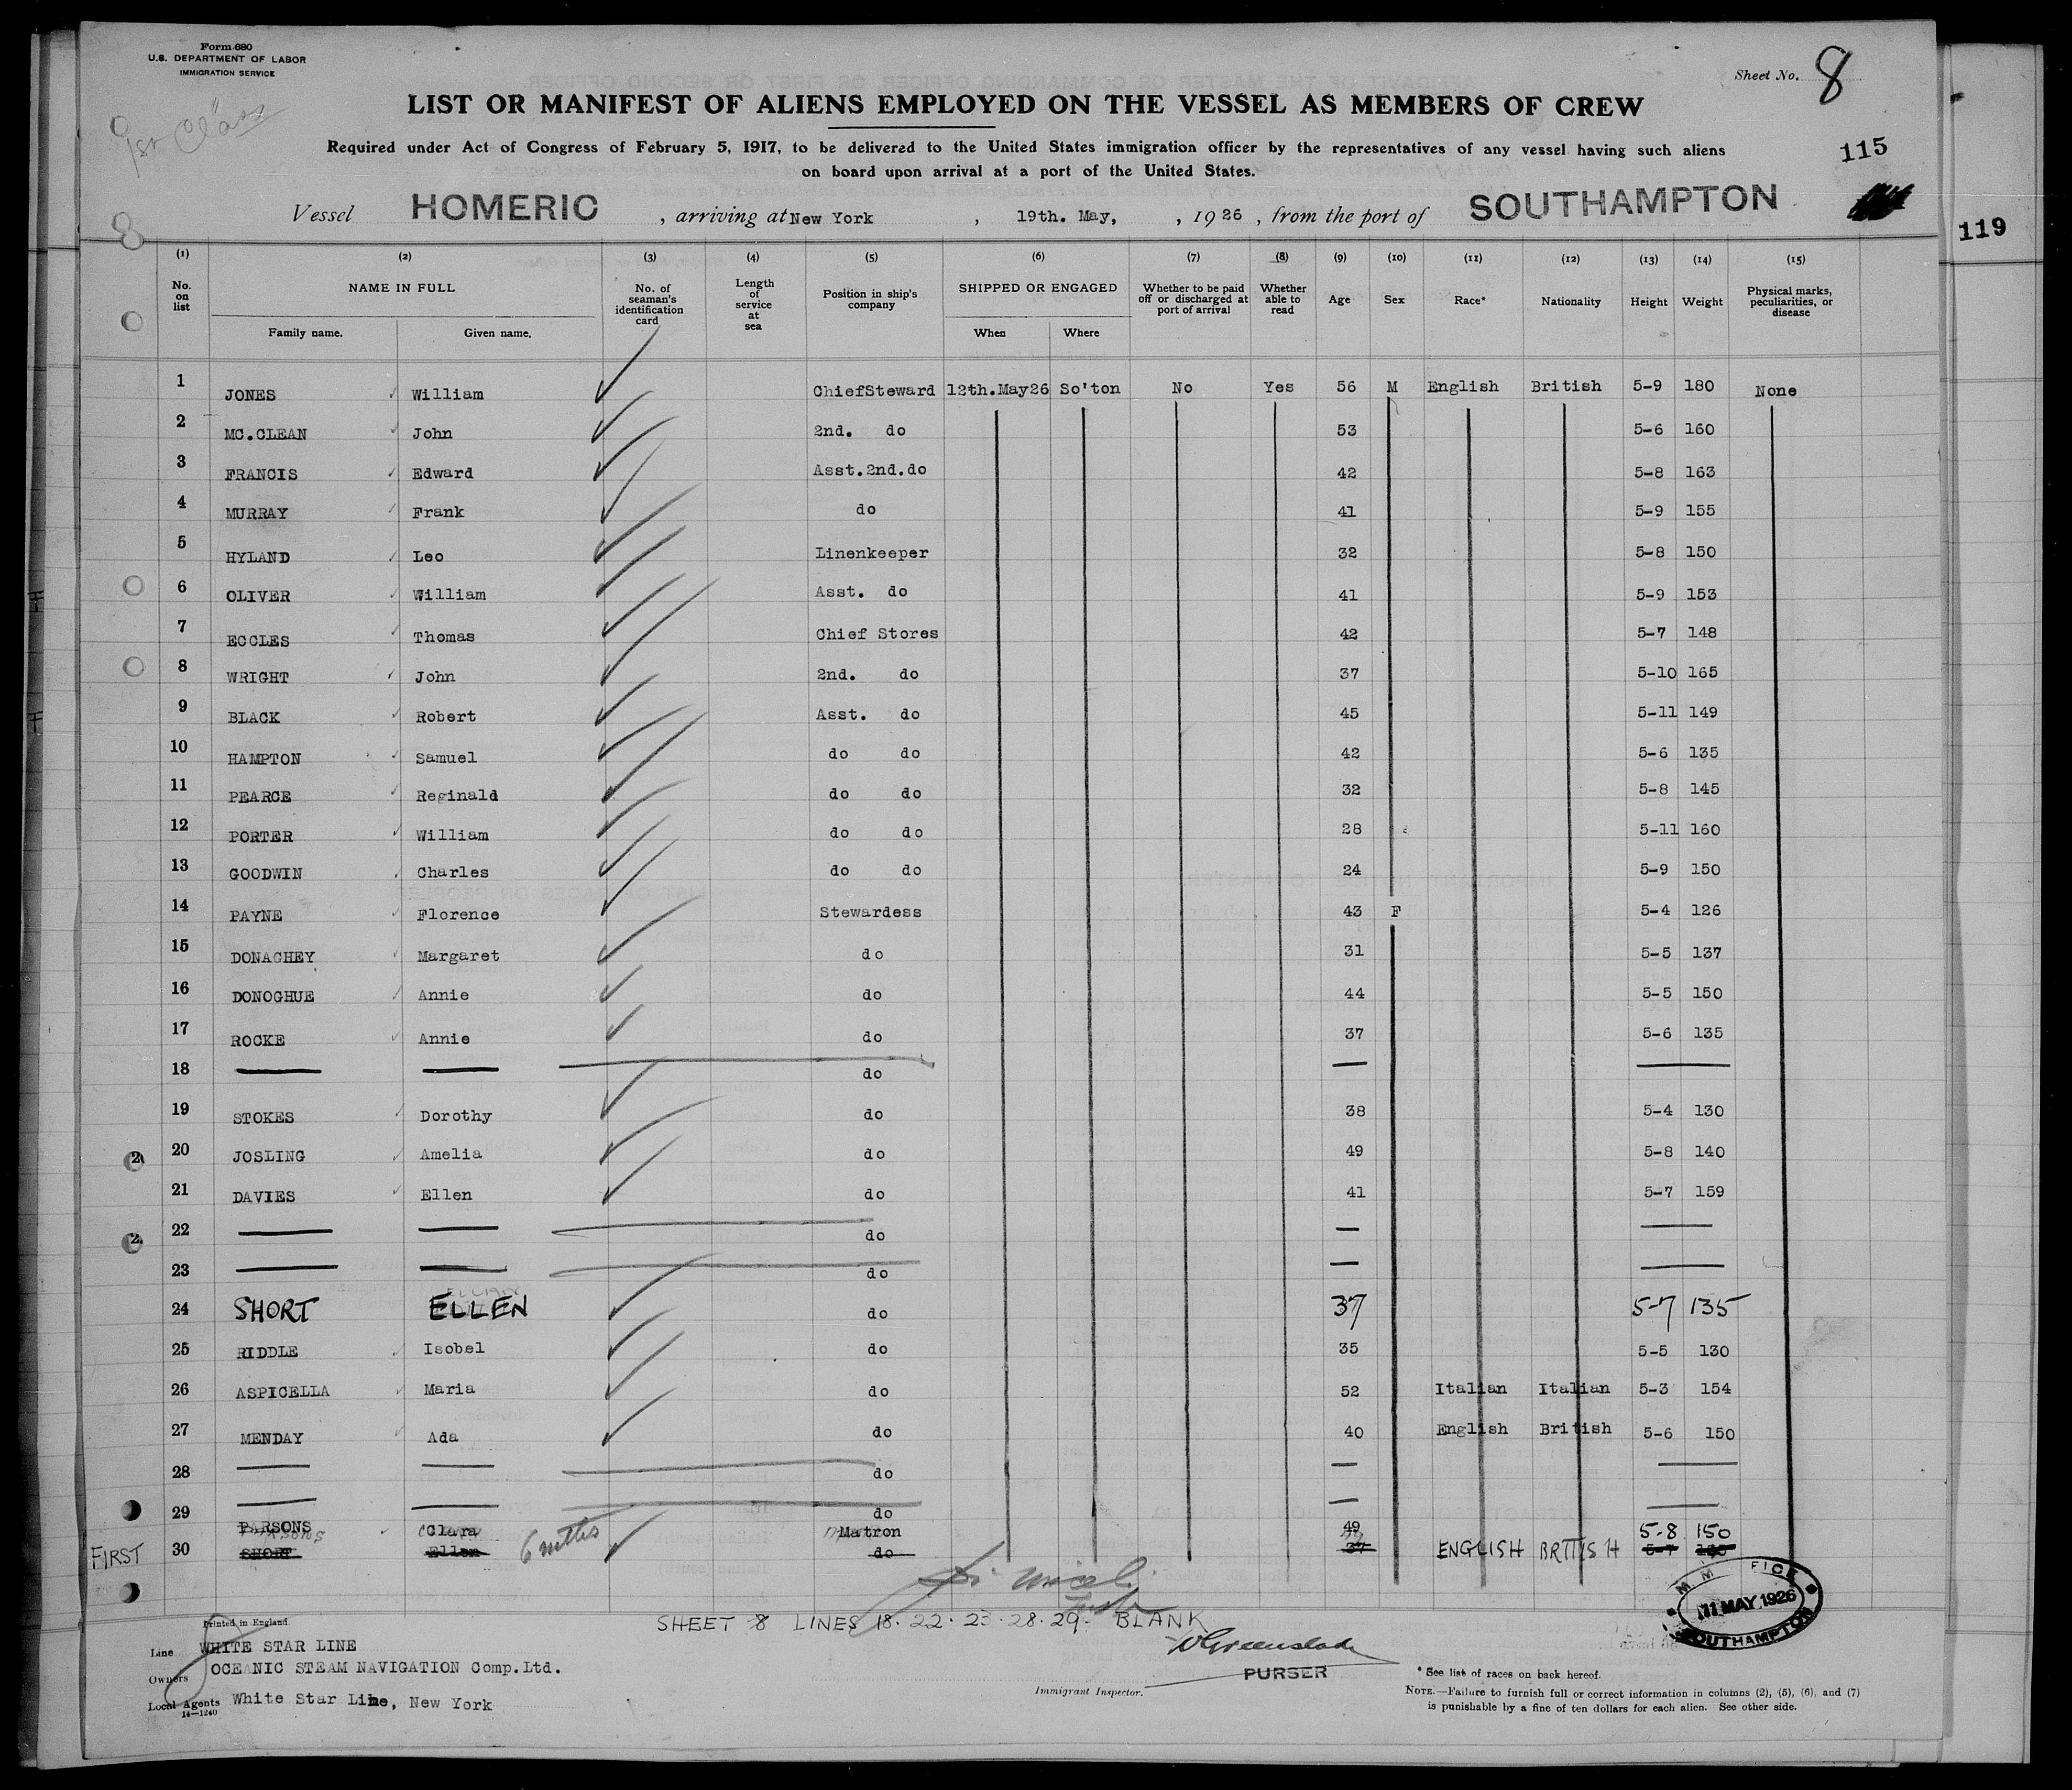 Form 680
U.S. DEPARTMENT OF LABOR
IMMIGRATION SERVICE
1st Class
Sheet No. 8
LIST OR MANIFEST OF ALIENS EMPLOYED ON THE VESSEL AS MEMBERS OF CREW
Required under Act of Congress of February 5, 1917, to be delivered to the United States immigration officer by the representatives of any vessel having such aliens
on board upon arrival at a port of the United States.
115
119
8
Vessel HOMERIC , arriving at New York , 19th. May, , 1926 , from the port of SOUTHAMPTON
(1) (2) (3) (4) (5) (6) (7) (8) (9) (10) (11) (12) (13) (14) (15)
No. on list NAME IN FULL No. of seaman's identification card Length of service at sea Position in ship's company SHIPPED OR ENGAGED Whether to be paid off or discharged at port of arrival Whether able to read Age Sex Race* Nationality Height Weight Physical marks, peculiarities, or disease
Family name. Given name. When Where
1 JONES William ChiefSteward 12th.May26 So'ton No Yes 56 M English British 5-9 180 None
2 MC.CLEAN John 2nd. do 53 5-6 160
3 FRANCIS Edward Asst.2nd.do 42 5-8 163
4 MURRAY Frank do 41 5-9 155
5 HYLAND Leo Linenkeeper 32 5-8 150
6 OLIVER William Asst. do 41 5-9 153
7 ECCLES Thomas Chief Stores 42 5-7 148
8 WRIGHT John 2nd. do 37 5-10 165
9 BLACK Robert Asst. do 45 5-11 149
10 HAMPTON Samuel do do 42 5-6 135
11 PEARCE Reginald do do 32 5-8 145
12 PORTER William do do 28 5-11 160
13 GOODWIN Charles do do 24 5-9 150
14 PAYNE Florence Stewardess 43 F 5-4 126
15 DONACHEY Margaret do 31 5-5 137
16 DONOGHUE Annie do 44 5-5 150
17 ROCKE Annie do 37 5-6 135
18 do
19 STOKES Dorothy do 38 5-4 130
20 JOSLING Amelia do 49 5-8 140
21 DAVIES Ellen do 41 5-7 159
22 do
23 do
24 SHORT ELLEN do 37 5-7 135
25 RIDDLE Isobel do 35 5-5 130
26 ASPICELLA Maria do 52 Italian Italian 5-3 154
27 MENDAY Ada do 40 English British 5-6 150
28 do
29 do
PARSONS Clara Matron 49 5-8 150
FIRST 30 SHORT Ellen 6 mths do 37 ENGLISH BRITISH 5-7
SHEET 8 LINES 18. 22. 23. 28. 29. BLANK
11 MAY 1926
SOUTHAMPTON
Printed in England.
Line WHITE STAR LINE
Owners OCEANIC STEAM NAVIGATION Comp.Ltd.
Local Agents White Star Line, New York
14—1240
W Greenslade
PURSER
Immigrant Inspector.
* See list of races on back hereof.
NOTE.—Failure to furnish full or correct information in columns (2), (5), (6), and (7)
is punishable by a fine of ten dollars for each alien. See other side.